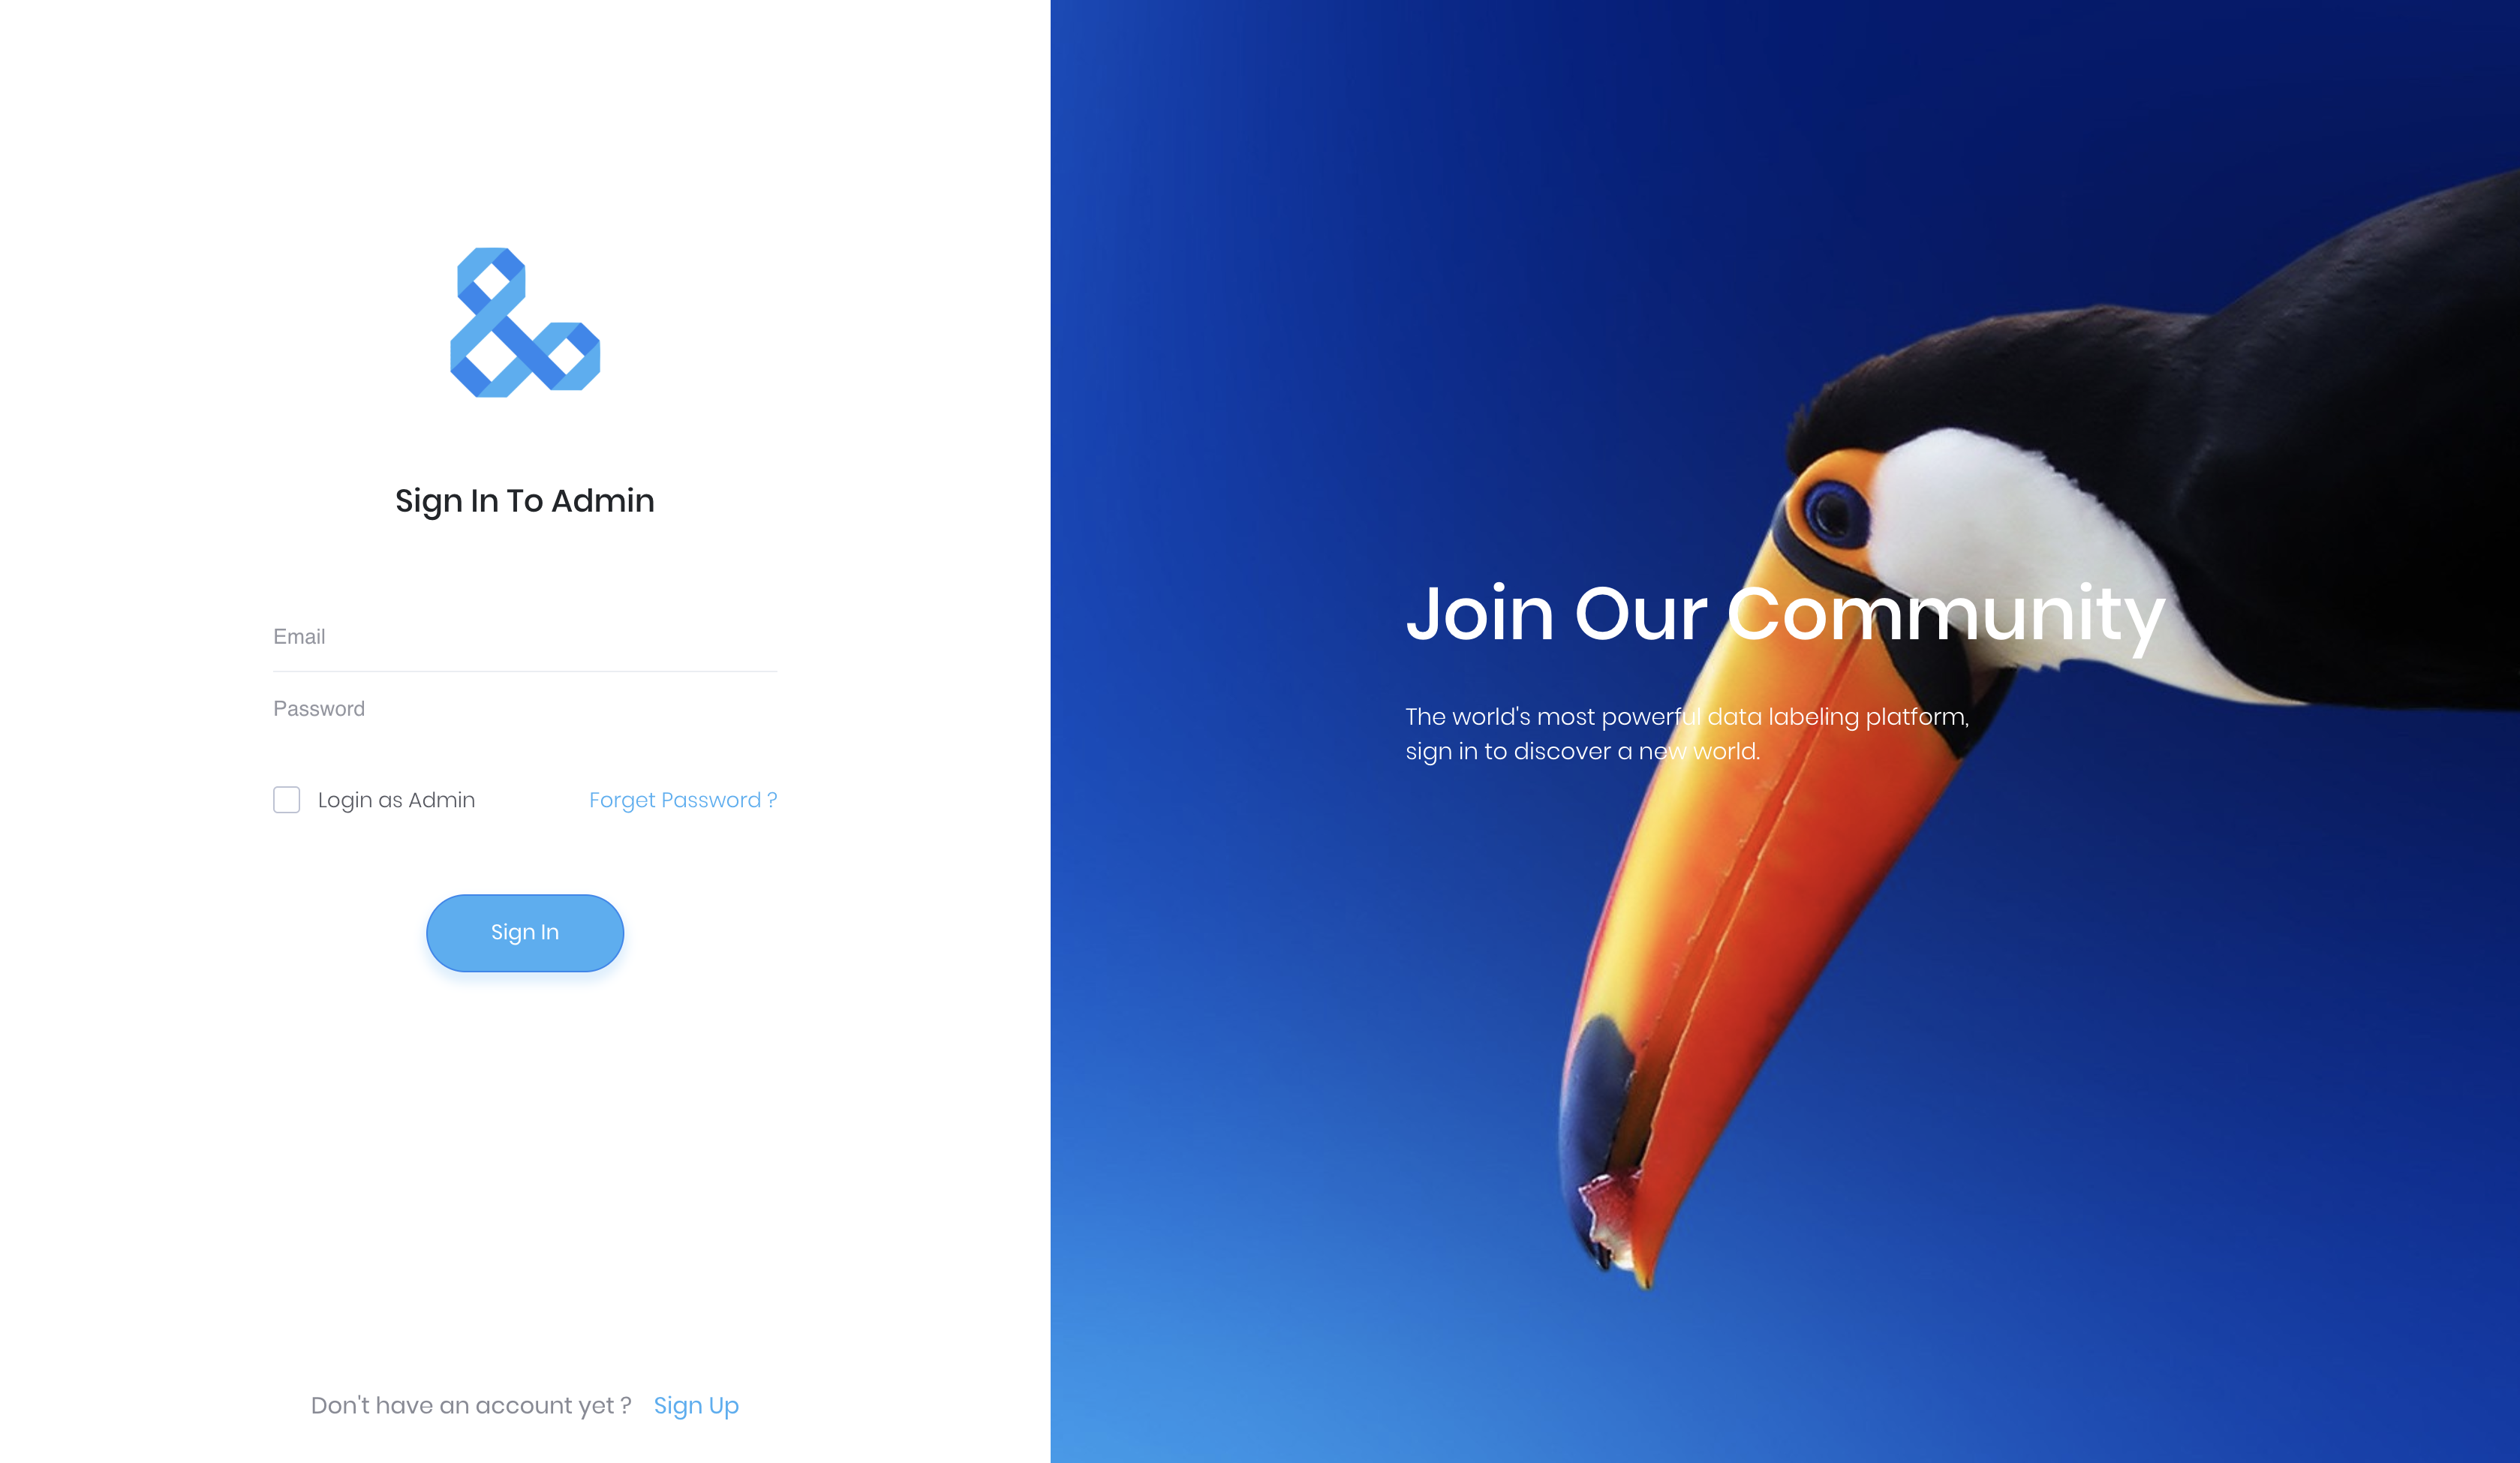 Sign In To Admin
Email
Password
Login as Admin
Forget Password ?
Sign In
Don't have an account yet ?
Sign Up
Join Our Community
The world's most powerful data labeling platform,
sign in to discover a new world.